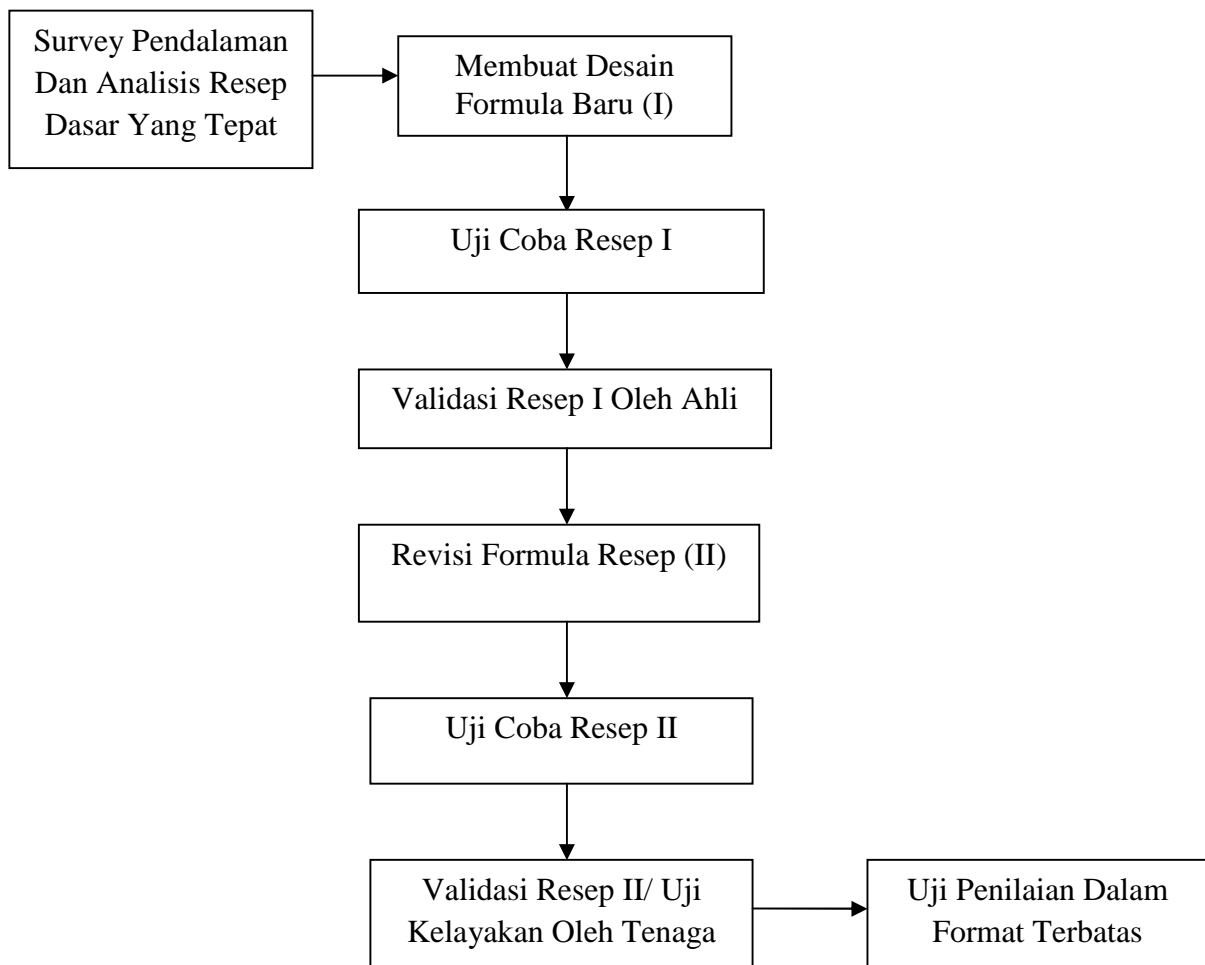 Survey Pendalaman
Dan Analisis Resep
Dasar Yang Tepat
Membuat Desain
Formula Baru (I)
Uji Coba Resep I
Validasi Resep I Oleh Ahli
Revisi Formula Resep (II)
Uji Coba Resep II
Validasi Resep II/ Uji
Kelayakan Oleh Tenaga
Uji Penilaian Dalam
Format Terbatas